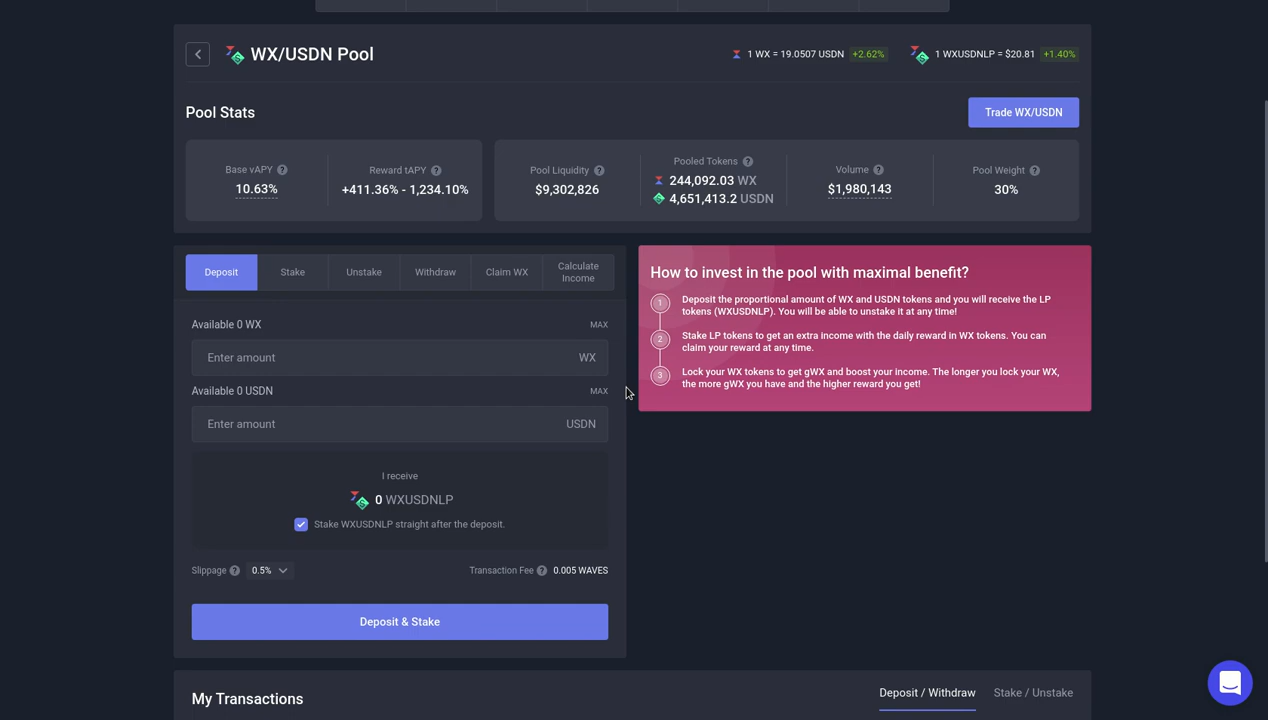 WX/USDN Pool
1 WX = 19.0507 USDN +2.62%
1 WXUSDNLP = $20.81 +1.40%
Pool Stats
Trade WX/USDN
Base vAPY
10.63%
Reward tAPY
+411.36% - 1,234.10%
Pool Liquidity
$9,302,826
Pooled Tokens
244,092.03 WX
4,651,413.2 USDN
Volume
$1,980,143
Pool Weight
30%
Deposit
Stake
Unstake
Withdraw
Claim WX
Calculate
Income
Available 0 WX
MAX
Enter amount
WX
Available 0 USDN
MAX
Enter amount
USDN
I receive
0 WXUSDNLP
Stake WXUSDNLP straight after the deposit.
Slippage
0.5%
Transaction Fee
0.005 WAVES
Deposit & Stake
How to invest in the pool with maximal benefit?
1
Deposit the proportional amount of WX and USDN tokens and you will receive the LP
tokens (WXUSDNLP). You will be able to unstake it at any time!
2
Stake LP tokens to get an extra income with the daily reward in WX tokens. You can
claim your reward at any time.
3
Lock your WX tokens to get gWX and boost your income. The longer you lock your WX,
the more gWX you have and the higher reward you get!
My Transactions
Deposit / Withdraw
Stake / Unstake